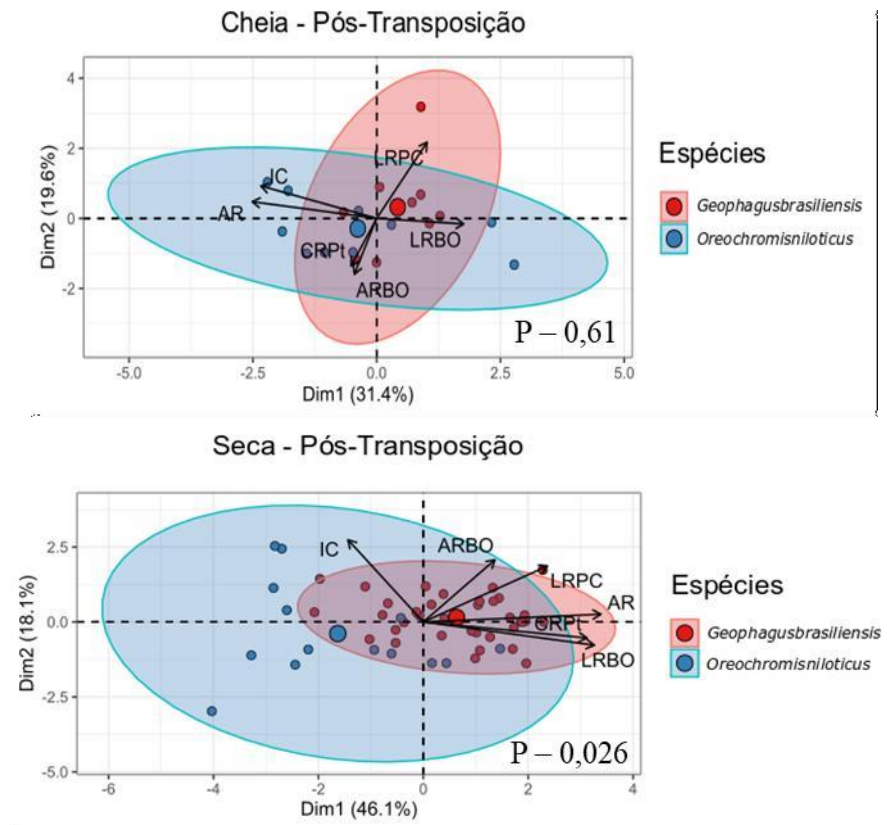 Cheia - Pós-Transposição
4
2
0
-2
Dim2 (19.6%)
LRPC
IC
AR
LRBO
CRPt
ARBO
P – 0,61
-5.0 -2.5 0.0 2.5 5.0
Dim1 (31.4%)
Espécies
Geophagusbrasiliensis
Oreochromisniloticus
Seca - Pós-Transposição
2.5
0.0
-2.5
-5.0
Dim2 (18.1%)
IC
ARBO
LRPC
AR
CRPt
LRBO
P – 0,026
-6 -4 -2 0 2 4
Dim1 (46.1%)
Espécies
Geophagusbrasiliensis
Oreochromisniloticus